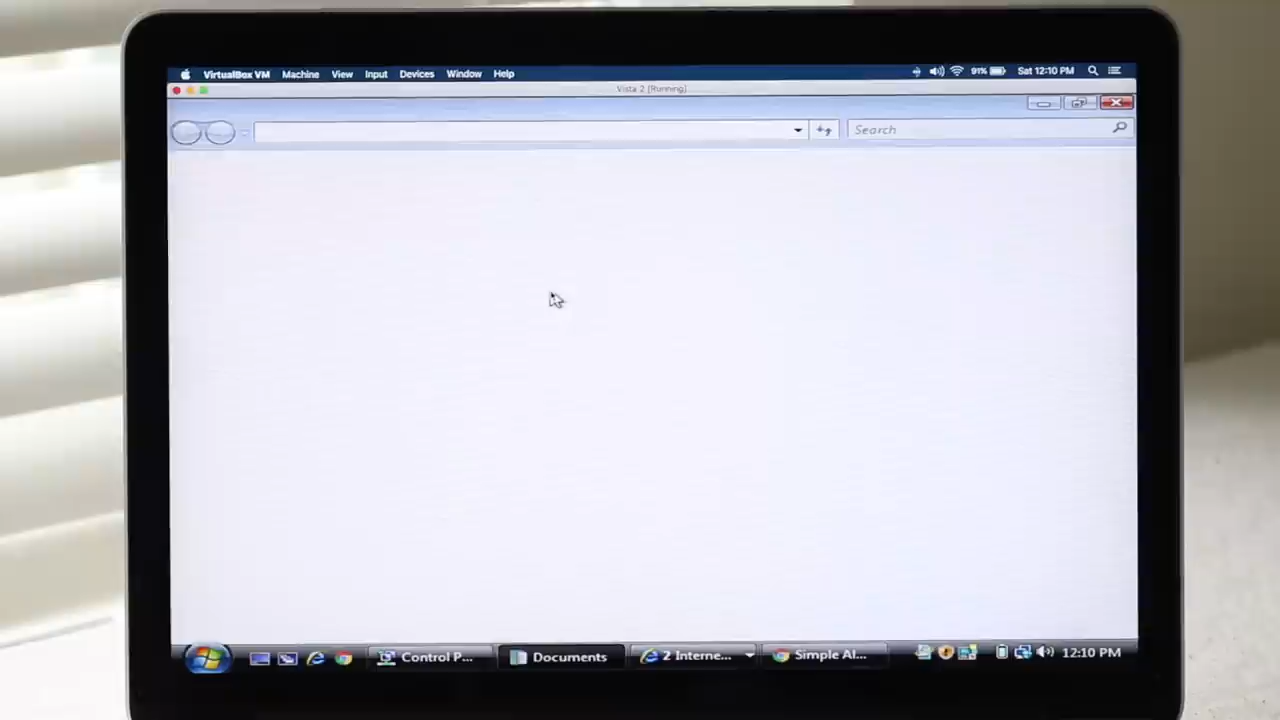 VirtualBox VM Machine View Input Devices Window Help 91% Sat 12:10 PM
Vista 2 [Running]
Search
Control P... Documents 2 Interne... Simple Al... 12:10 PM